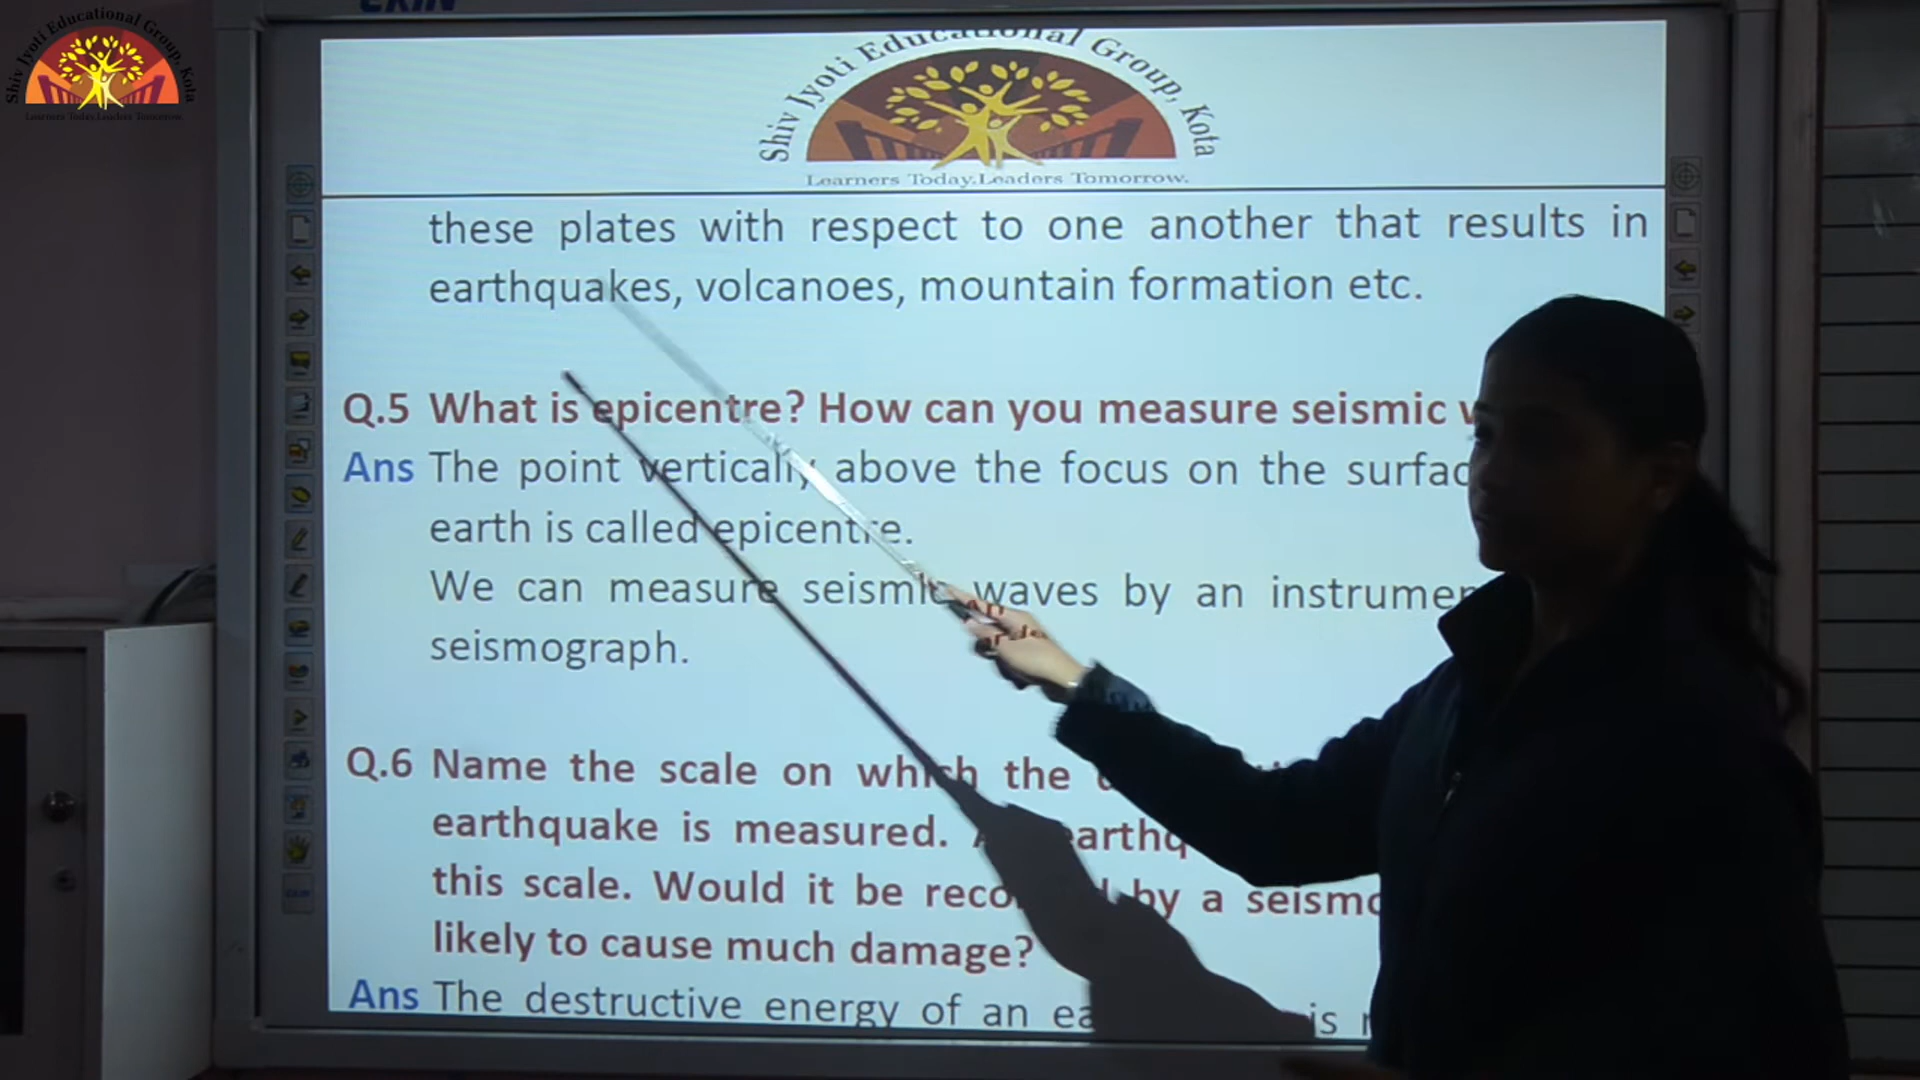 Shiv Jyoti Educational Group, Kota
Learners Today.Leaders Tomorrow.
Shiv Jyoti Educational Group, Kota
Learners Today.Leaders Tomorrow.
these plates with respect to one another that results in
earthquakes, volcanoes, mountain formation etc.
Q.5 What is epicentre? How can you measure seismic
Ans The point vertically above the focus on the
earth is called epicentre.
We can measure seismic waves by an
seismograph.
Q.6 Name the scale on which the
earthquake is measured.
this scale. Would it be by a
likely to cause much damage?
Ans The destructive energy of an is